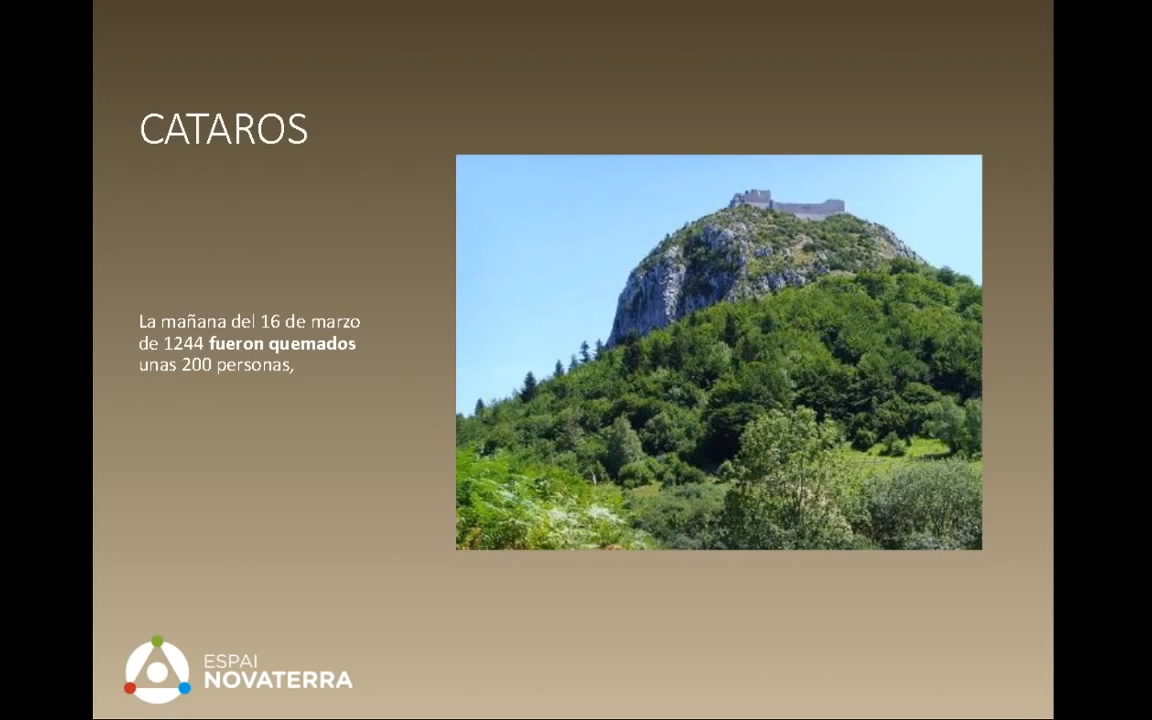 CATAROS
La mañana del 16 de marzo
de 1244 fueron quemados
unas 200 personas,
ESPAI
NOVATERRA